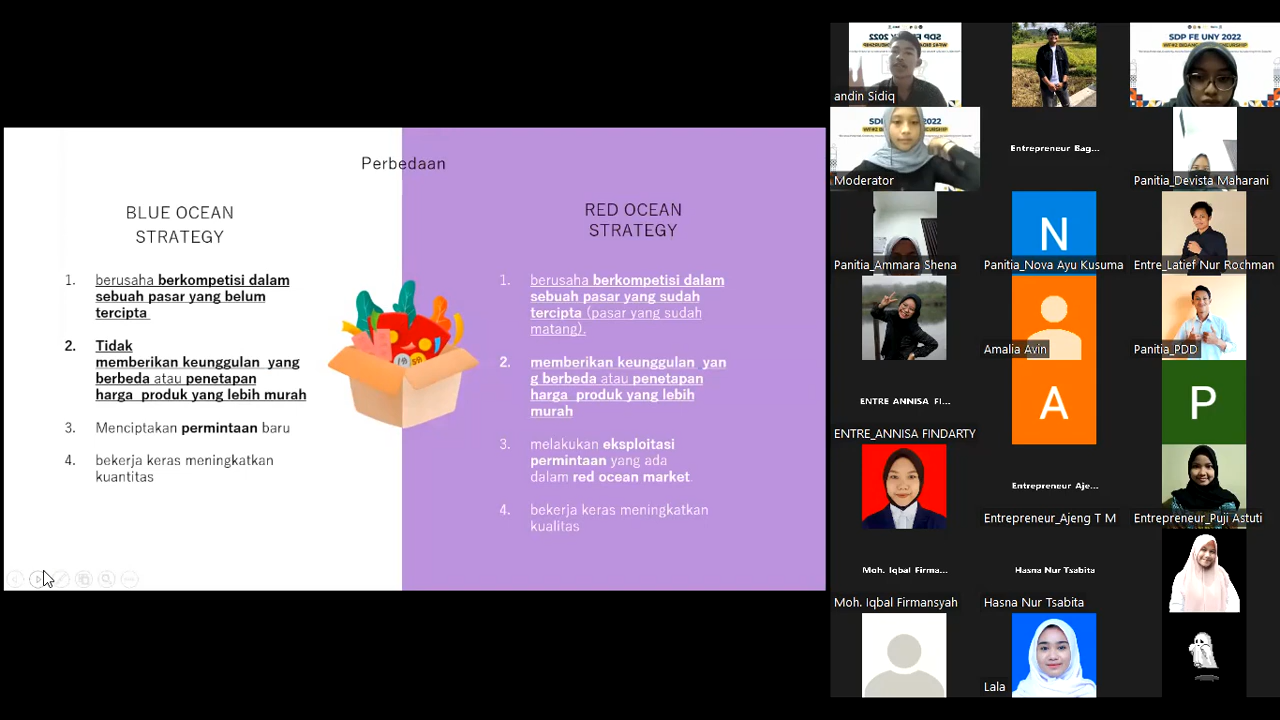 Perbedaan
BLUE OCEAN
STRATEGY
1. berusaha berkompetisi dalam
sebuah pasar yang belum
tercipta
2. Tidak
memberikan keunggulan yang
berbeda atau penetapan
harga produk yang lebih murah
3. Menciptakan permintaan baru
4. bekerja keras meningkatkan
kuantitas
RED OCEAN
STRATEGY
1. berusaha berkompetisi dalam
sebuah pasar yang sudah
tercipta (pasar yang sudah
matang).
2. memberikan keunggulan yan
g berbeda atau penetapan
harga produk yang lebih
murah
3. melakukan eksploitasi
permintaan yang ada
dalam red ocean market.
4. bekerja keras meningkatkan
kualitas
andin Sidiq
SDP FE UNY 2022
Moderator
Entrepreneur Bag...
Panitia_Devista Maharani
Panitia_Ammara Shena
N
Panitia_Nova Ayu Kusuma
Entre_Latief Nur Rochman
Amalia Avin
Panitia_PDD
ENTRE ANNISA FI...
ENTRE_ANNISA FINDARTY
A
P
Entrepreneur Aje...
Entrepreneur_Ajeng T M
Entrepreneur_Puji Astuti
Moh. Iqbal Firma...
Moh. Iqbal Firmansyah
Hasna Nur Tsabita
Hasna Nur Tsabita
Lala